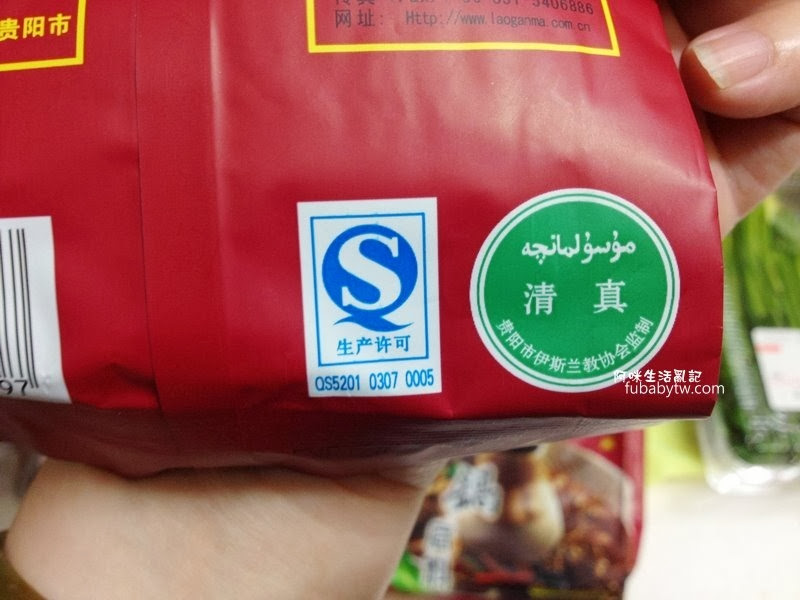 贵阳市
5406886
网址: Http://www.laoganma.com.cn
生产许可
QS5201 0307 0005
مۇسۇلمانچە
清真
贵阳市伊斯兰教协会监制
阿咪生活亂記
fubabytw.com
97